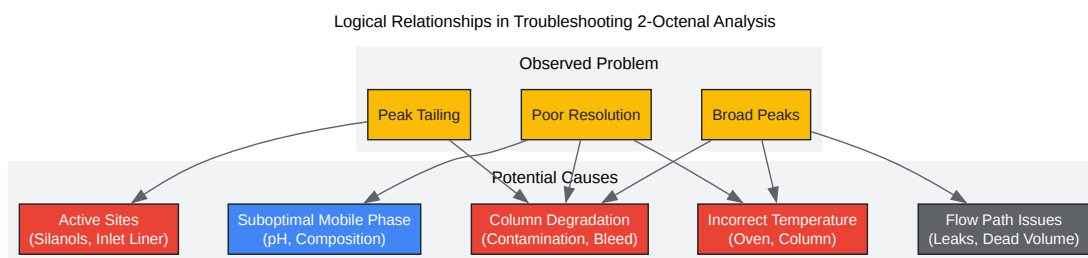 Logical Relationships in Troubleshooting 2-Octenal Analysis
Observed Problem
Peak Tailing
Poor Resolution
Broad Peaks
Potential Causes
Active Sites
(Silanols, Inlet Liner)
Suboptimal Mobile Phase
(pH, Composition)
Column Degradation
(Contamination, Bleed)
Incorrect Temperature
(Oven, Column)
Flow Path Issues
(Leaks, Dead Volume)